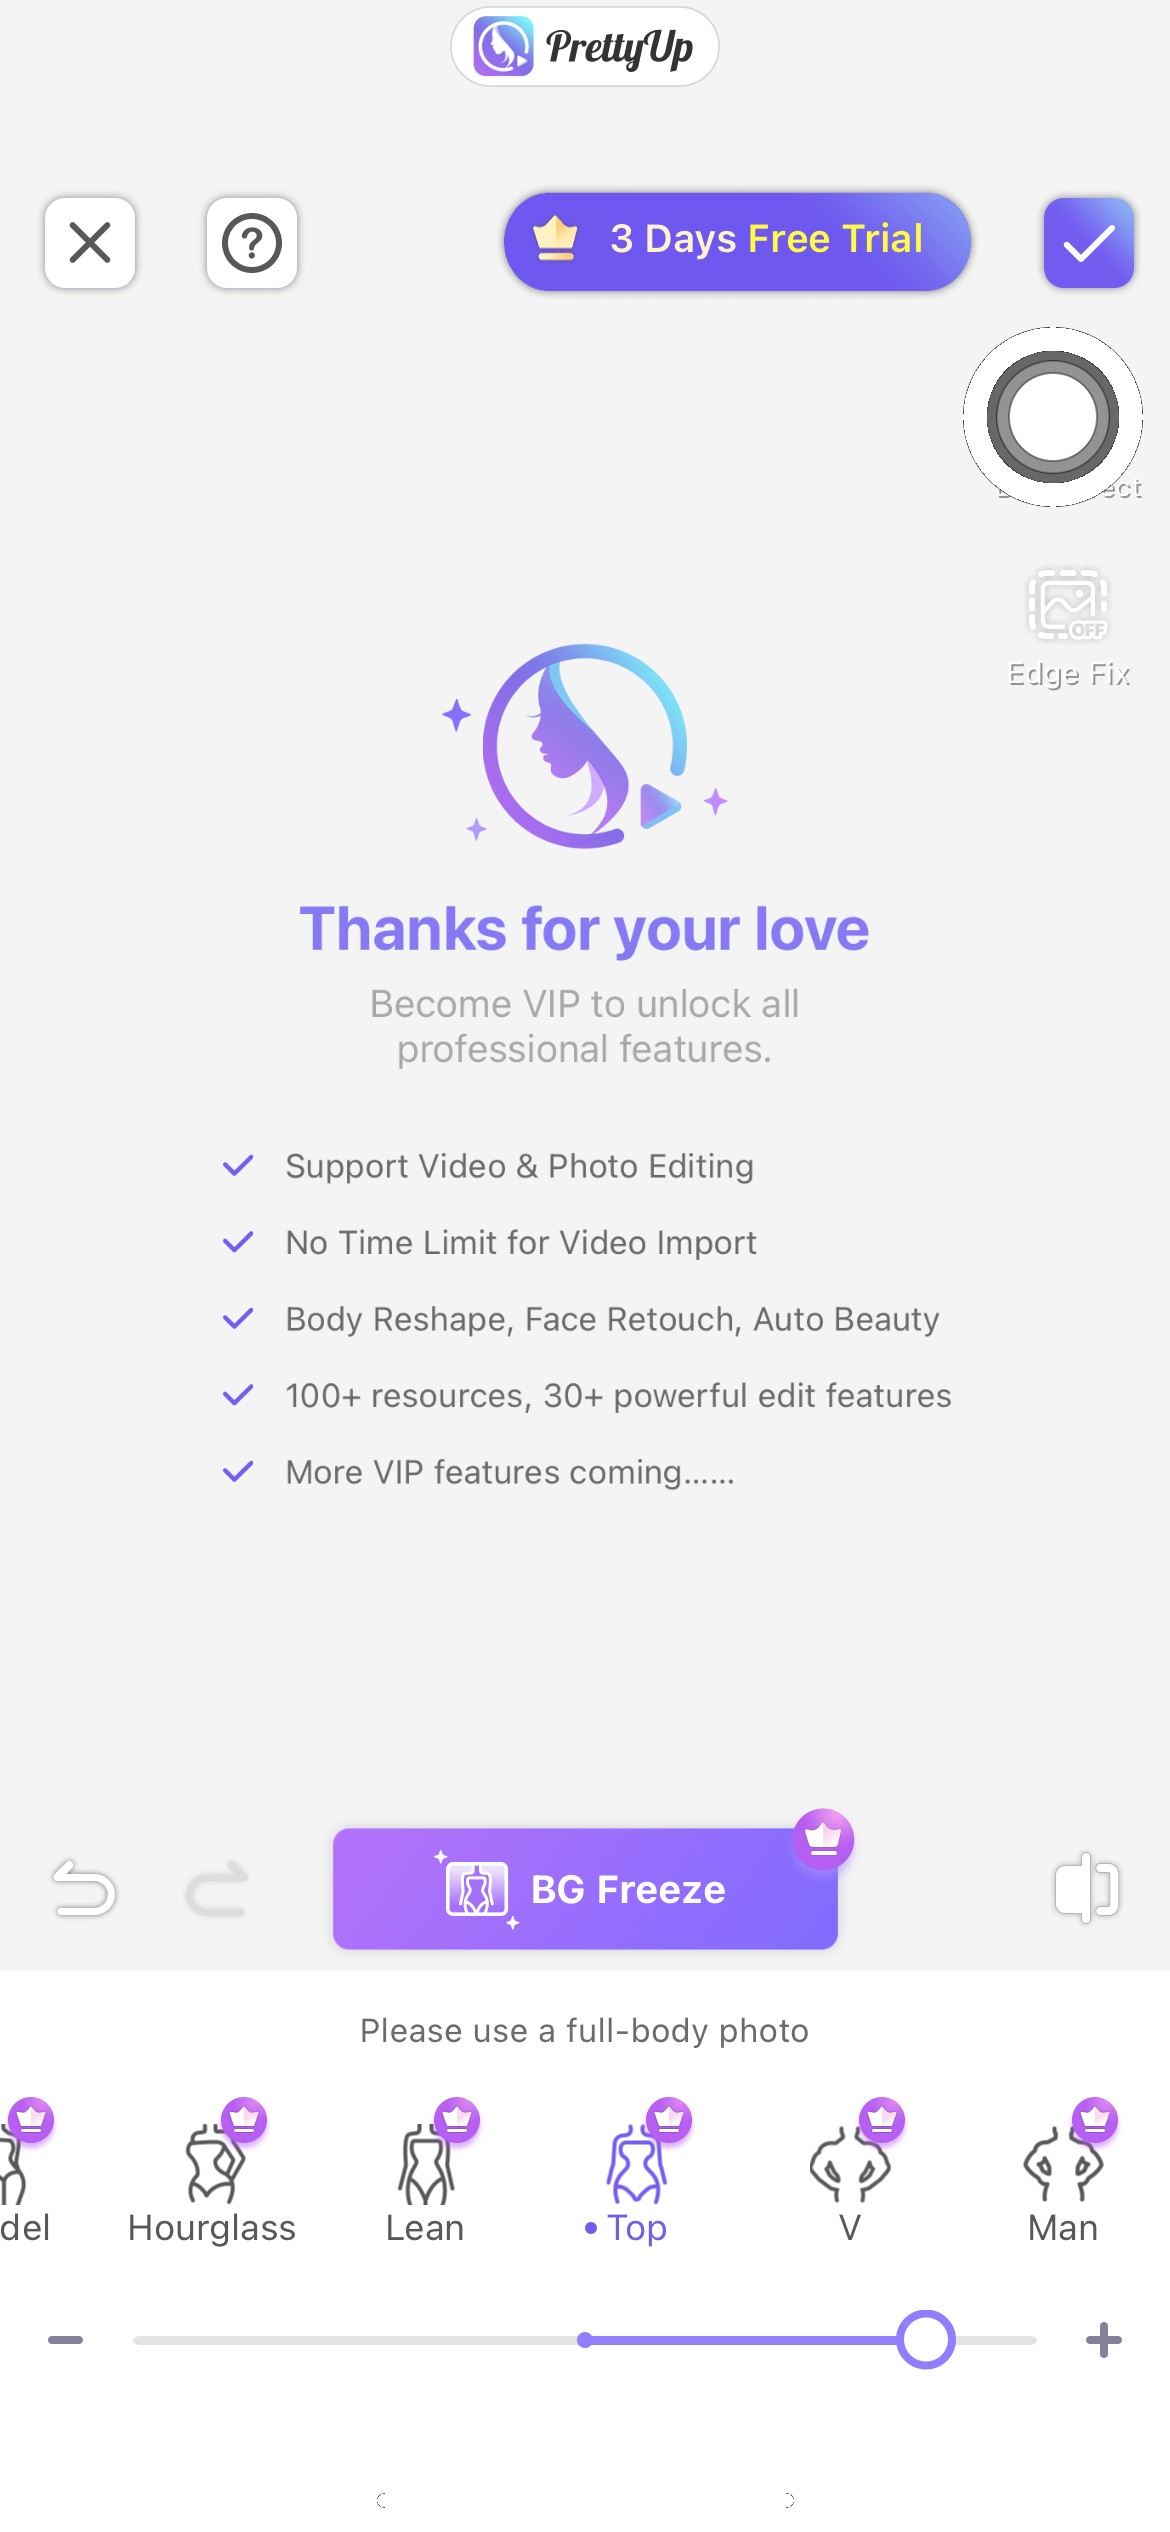 PrettyUp
3 Days Free Trial
Edge Fix
OFF
Thanks for your love
Become VIP to unlock all
professional features.
Support Video & Photo Editing
No Time Limit for Video Import
Body Reshape, Face Retouch, Auto Beauty
100+ resources, 30+ powerful edit features
More VIP features coming......
BG Freeze
Please use a full-body photo
del Hourglass Lean Top V Man